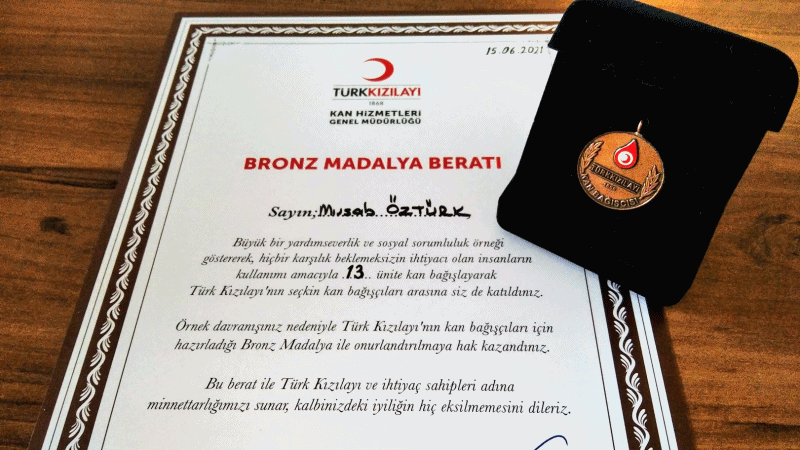 15.06.2021
TÜRKKIZILAYI
1868
KAN HİZMETLERİ
GENEL MÜDÜRLÜĞÜ
BRONZ MADALYA BERATI
Sayın; Musab ÖZTÜRK
Büyük bir yardımseverlik ve sosyal sorumluluk örneği
göstererek, hiçbir karşılık beklemeksizin ihtiyacı olan insanların
kullanımı amacıyla .13.. ünite kan bağışlayarak
Türk Kızılayı'nın seçkin kan bağışçıları arasına siz de katıldınız.
Örnek davranışınız nedeniyle Türk Kızılayı'nın kan bağışçıları için
hazırladığı Bronz Madalya ile onurlandırılmaya hak kazandınız.
Bu berat ile Türk Kızılayı ve ihtiyaç sahipleri adına
minnettarlığımızı sunar, kalbinizdeki iyiliğin hiç eksilmemesini dileriz.
TÜRKKIZILAYI
1868
KAN BAĞIŞÇISI